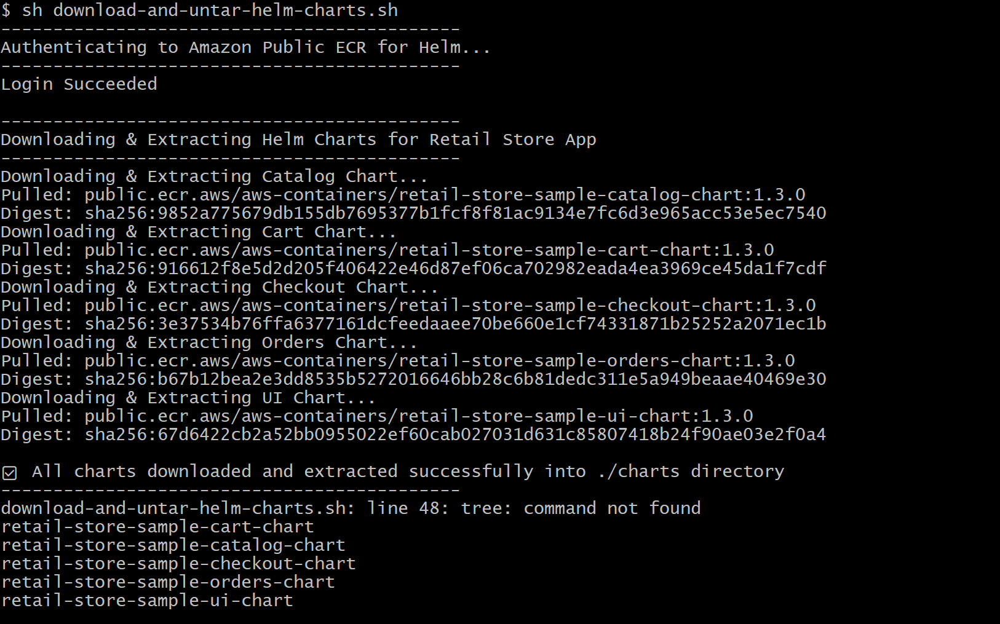 $ sh download-and-untar-helm-charts.sh
--------------------------------------------
Authenticating to Amazon Public ECR for Helm...
--------------------------------------------
Login Succeeded
--------------------------------------------
Downloading & Extracting Helm Charts for Retail Store App
--------------------------------------------
Downloading & Extracting Catalog Chart...
Pulled: public.ecr.aws/aws-containers/retail-store-sample-catalog-chart:1.3.0
Digest: sha256:9852a775679db155db7695377b1fcf8f81ac9134e7fc6d3e965acc53e5ec7540
Downloading & Extracting Cart Chart...
Pulled: public.ecr.aws/aws-containers/retail-store-sample-cart-chart:1.3.0
Digest: sha256:916612f8e5d2d205f406422e46d87ef06ca702982eada4ea3969ce45da1f7cdf
Downloading & Extracting Checkout Chart...
Pulled: public.ecr.aws/aws-containers/retail-store-sample-checkout-chart:1.3.0
Digest: sha256:3e37534b76ffa6377161dcfeedaaee70be660e1cf74331871b25252a2071ec1b
Downloading & Extracting Orders Chart...
Pulled: public.ecr.aws/aws-containers/retail-store-sample-orders-chart:1.3.0
Digest: sha256:b67b12bea2e3dd8535b5272016646bb28c6b81dedc311e5a949beaae40469e30
Downloading & Extracting UI Chart...
Pulled: public.ecr.aws/aws-containers/retail-store-sample-ui-chart:1.3.0
Digest: sha256:67d6422cb2a52bb0955022ef60cab027031d631c85807418b24f90ae03e2f0a4
☑ All charts downloaded and extracted successfully into ./charts directory
--------------------------------------------
download-and-untar-helm-charts.sh: line 48: tree: command not found
retail-store-sample-cart-chart
retail-store-sample-catalog-chart
retail-store-sample-checkout-chart
retail-store-sample-orders-chart
retail-store-sample-ui-chart